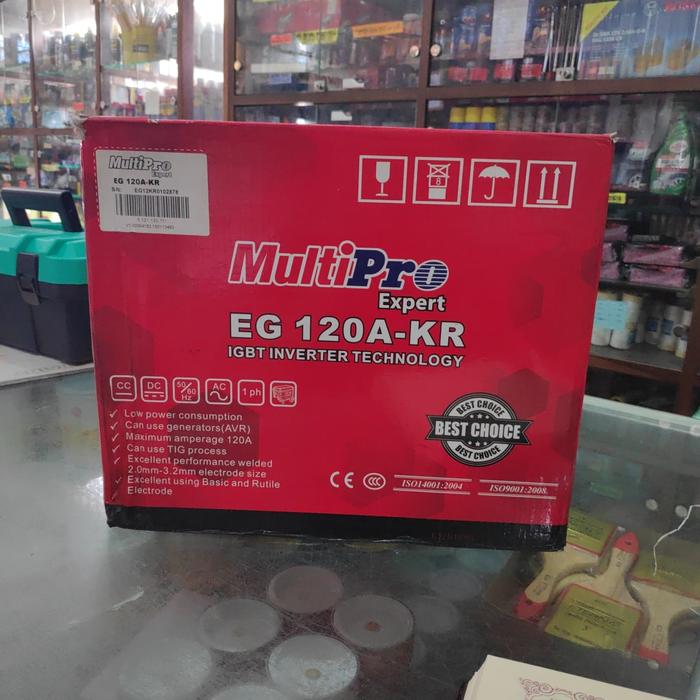 MultiPro
Expert
EG 120A-KR
S/N: EG12KR0102878
MultiPro
Expert
EG 120A-KR
IGBT INVERTER TECHNOLOGY
CC
DC
50/60
Hz
AC
1 ph
Low power consumption
Can use generators(AVR)
Maximum amperage 120A
Can use TIG process
Excellent performance welded
2.0mm-3.2mm electrode size
Excellent using Basic and Rutile
Electrode
BEST CHOICE
BEST CHOICE
BEST CHOICE
CE
CCC
ISO14001:2004
ISO9001:2008.